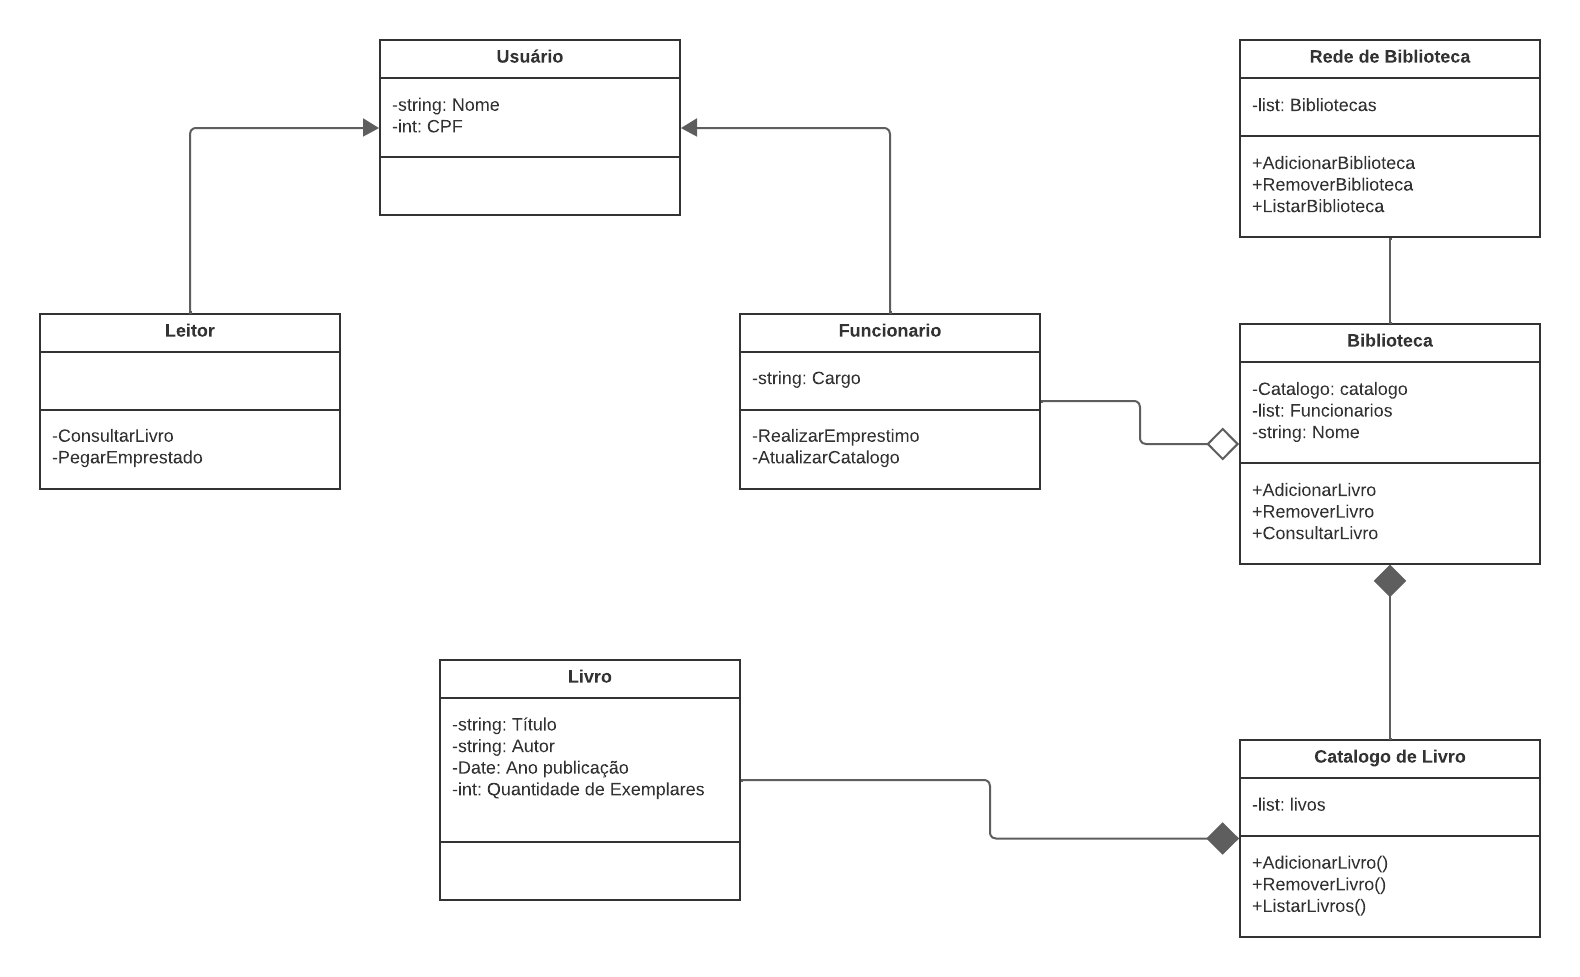 Usuário
-string: Nome
-int: CPF
Rede de Biblioteca
-list: Bibliotecas
+AdicionarBiblioteca
+RemoverBiblioteca
+ListarBiblioteca
Leitor
-ConsultarLivro
-PegarEmprestado
Funcionario
-string: Cargo
-RealizarEmprestimo
-AtualizarCatalogo
Biblioteca
-Catalogo: catalogo
-list: Funcionarios
-string: Nome
+AdicionarLivro
+RemoverLivro
+ConsultarLivro
Livro
-string: Título
-string: Autor
-Date: Ano publicação
-int: Quantidade de Exemplares
Catalogo de Livro
-list: livos
+AdicionarLivro()
+RemoverLivro()
+ListarLivros()